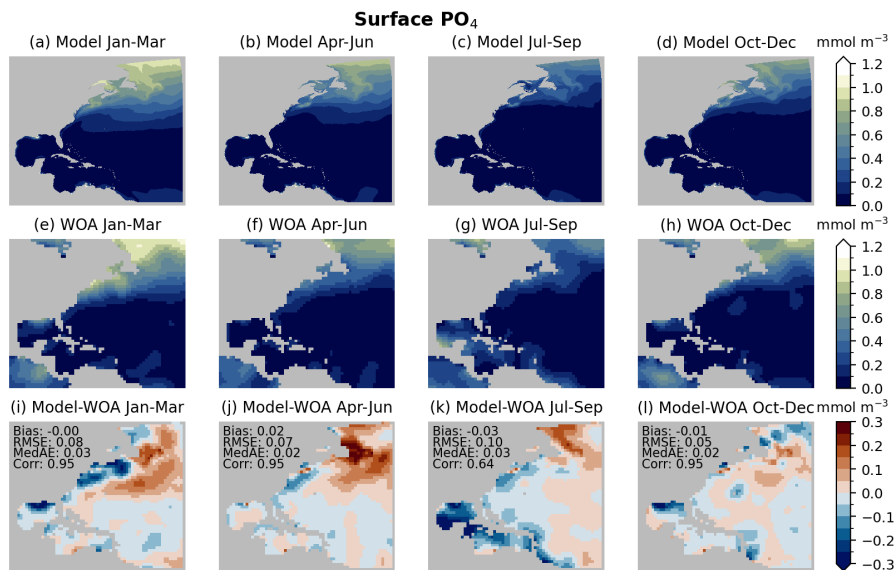 Surface PO₄
(a) Model Jan-Mar
(b) Model Apr-Jun
(c) Model Jul-Sep
(d) Model Oct-Dec
mmol m⁻³
1.2
1.0
0.8
0.6
0.4
0.2
0.0
(e) WOA Jan-Mar
(f) WOA Apr-Jun
(g) WOA Jul-Sep
(h) WOA Oct-Dec
mmol m⁻³
1.2
1.0
0.8
0.6
0.4
0.2
0.0
(i) Model-WOA Jan-Mar
(j) Model-WOA Apr-Jun
(k) Model-WOA Jul-Sep
(l) Model-WOA Oct-Dec
mmol m⁻³
Bias: -0.00
RMSE: 0.08
MedAE: 0.03
Corr: 0.95
Bias: 0.02
RMSE: 0.07
MedAE: 0.02
Corr: 0.95
Bias: -0.03
RMSE: 0.10
MedAE: 0.03
Corr: 0.64
Bias: -0.01
RMSE: 0.05
MedAE: 0.02
Corr: 0.95
0.3
0.2
0.1
0.0
−0.1
−0.2
−0.3